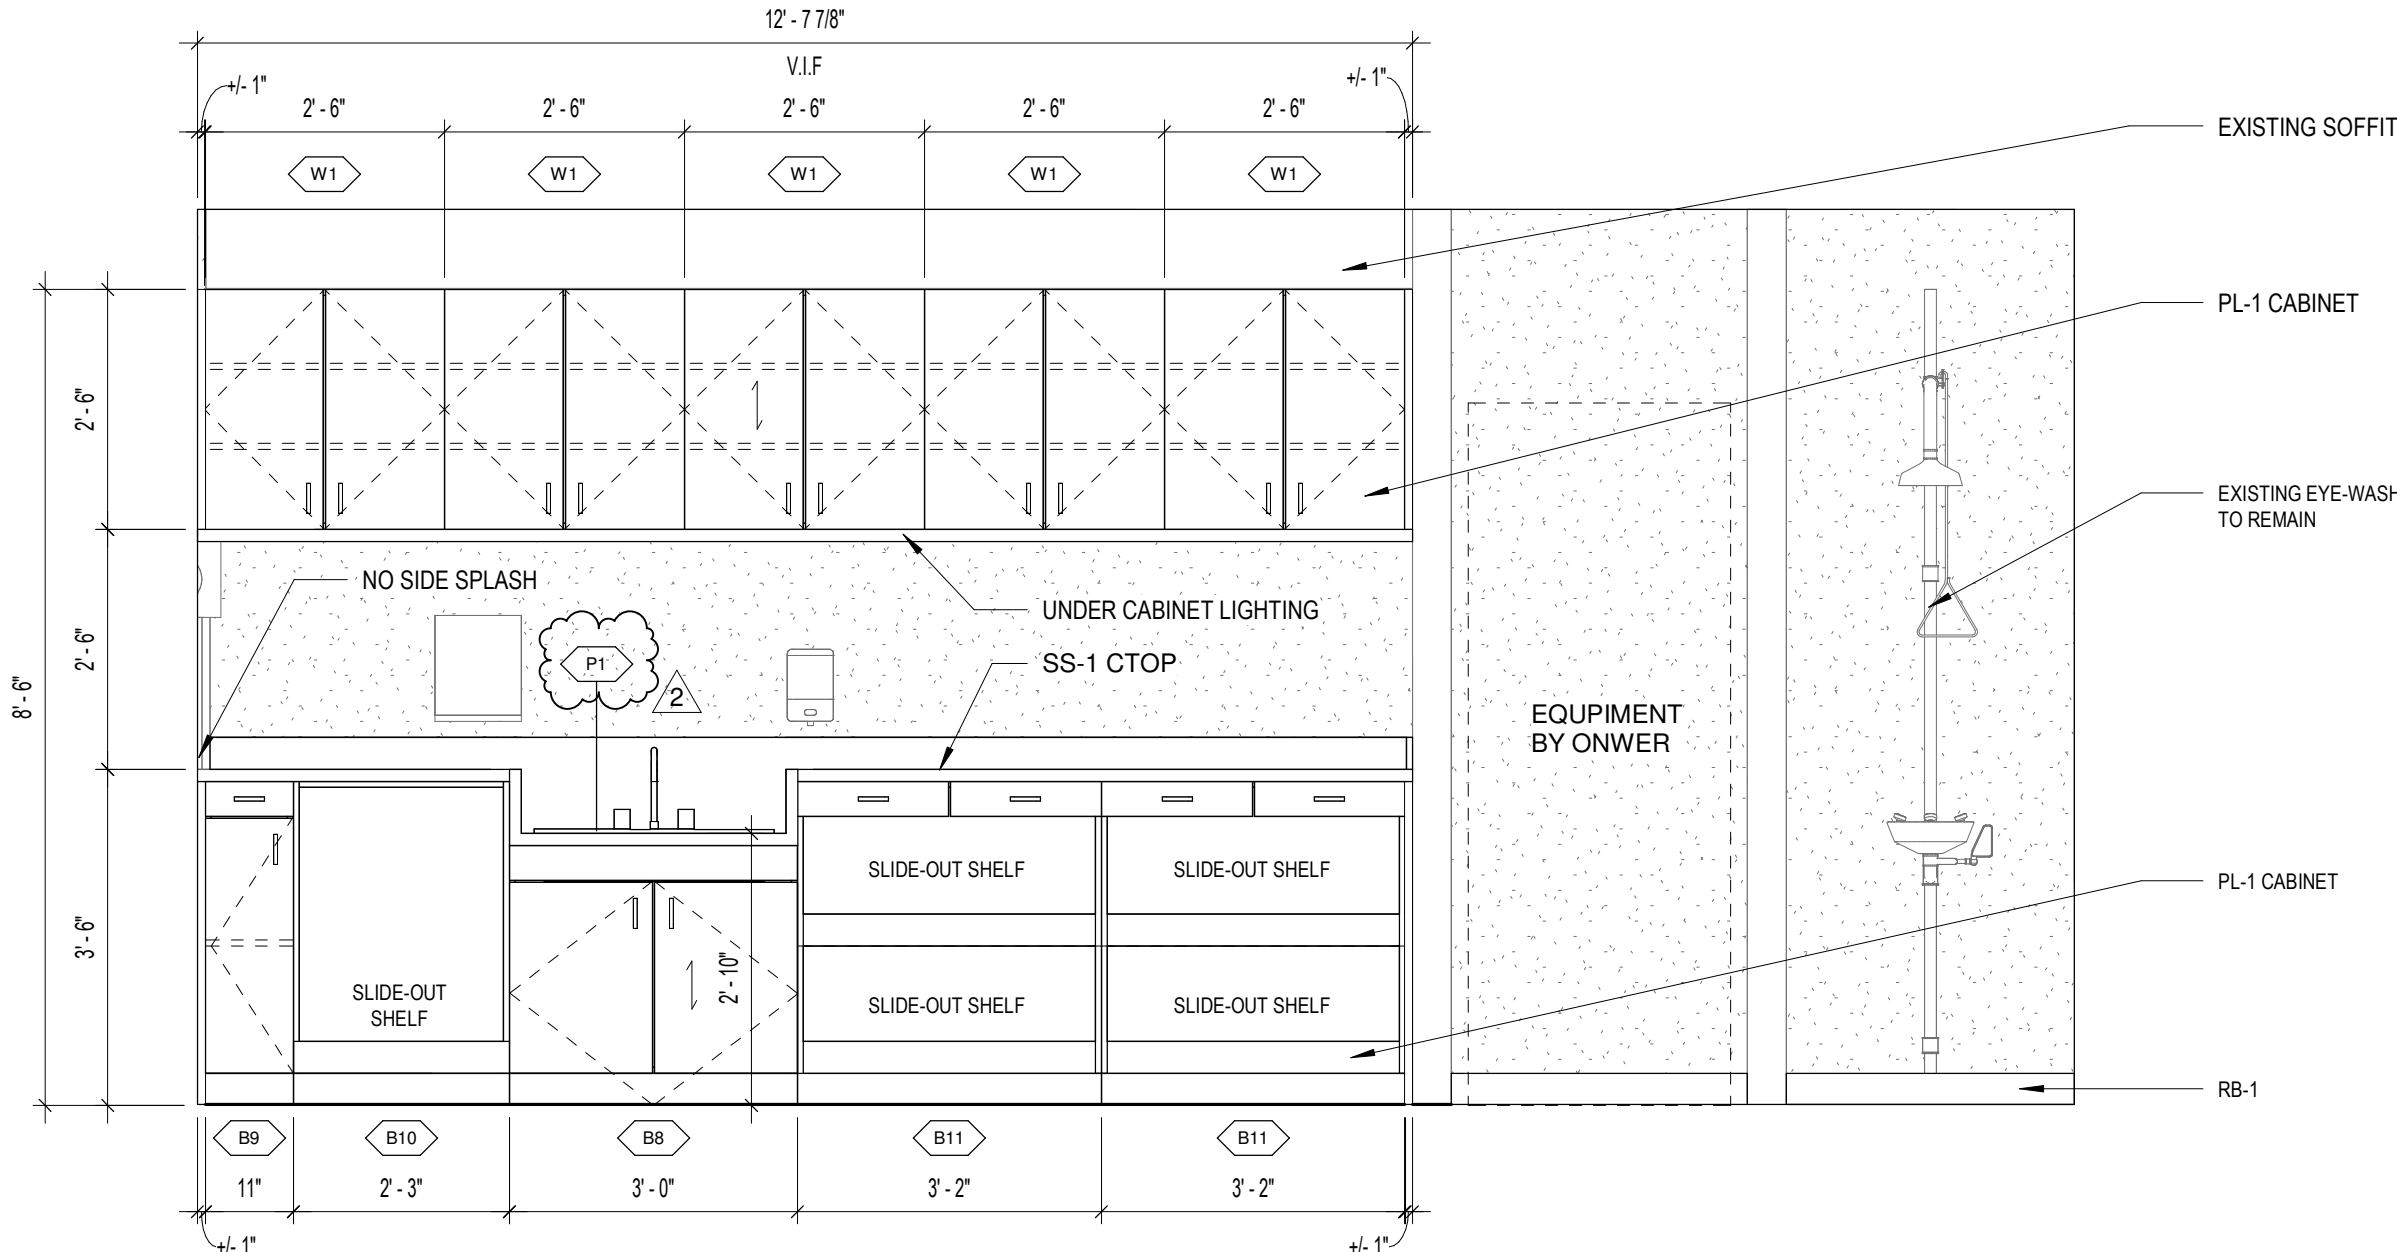 12' - 7 7/8"
V.I.F
+/- 1"
+/- 1"
2' - 6"
2' - 6"
2' - 6"
2' - 6"
2' - 6"
W1
W1
W1
W1
W1
EXISTING SOFFIT
PL-1 CABINET
EXISTING EYE-WASH
TO REMAIN
2' - 6"
2' - 6"
8' - 6"
3' - 6"
NO SIDE SPLASH
UNDER CABINET LIGHTING
P1
2
SS-1 CTOP
EQUPIMENT
BY ONWER
SLIDE-OUT SHELF
SLIDE-OUT SHELF
PL-1 CABINET
2' - 10"
SLIDE-OUT
SHELF
SLIDE-OUT SHELF
SLIDE-OUT SHELF
RB-1
B9
B10
B8
B11
B11
11"
2' - 3"
3' - 0"
3' - 2"
3' - 2"
+/- 1"
+/- 1"